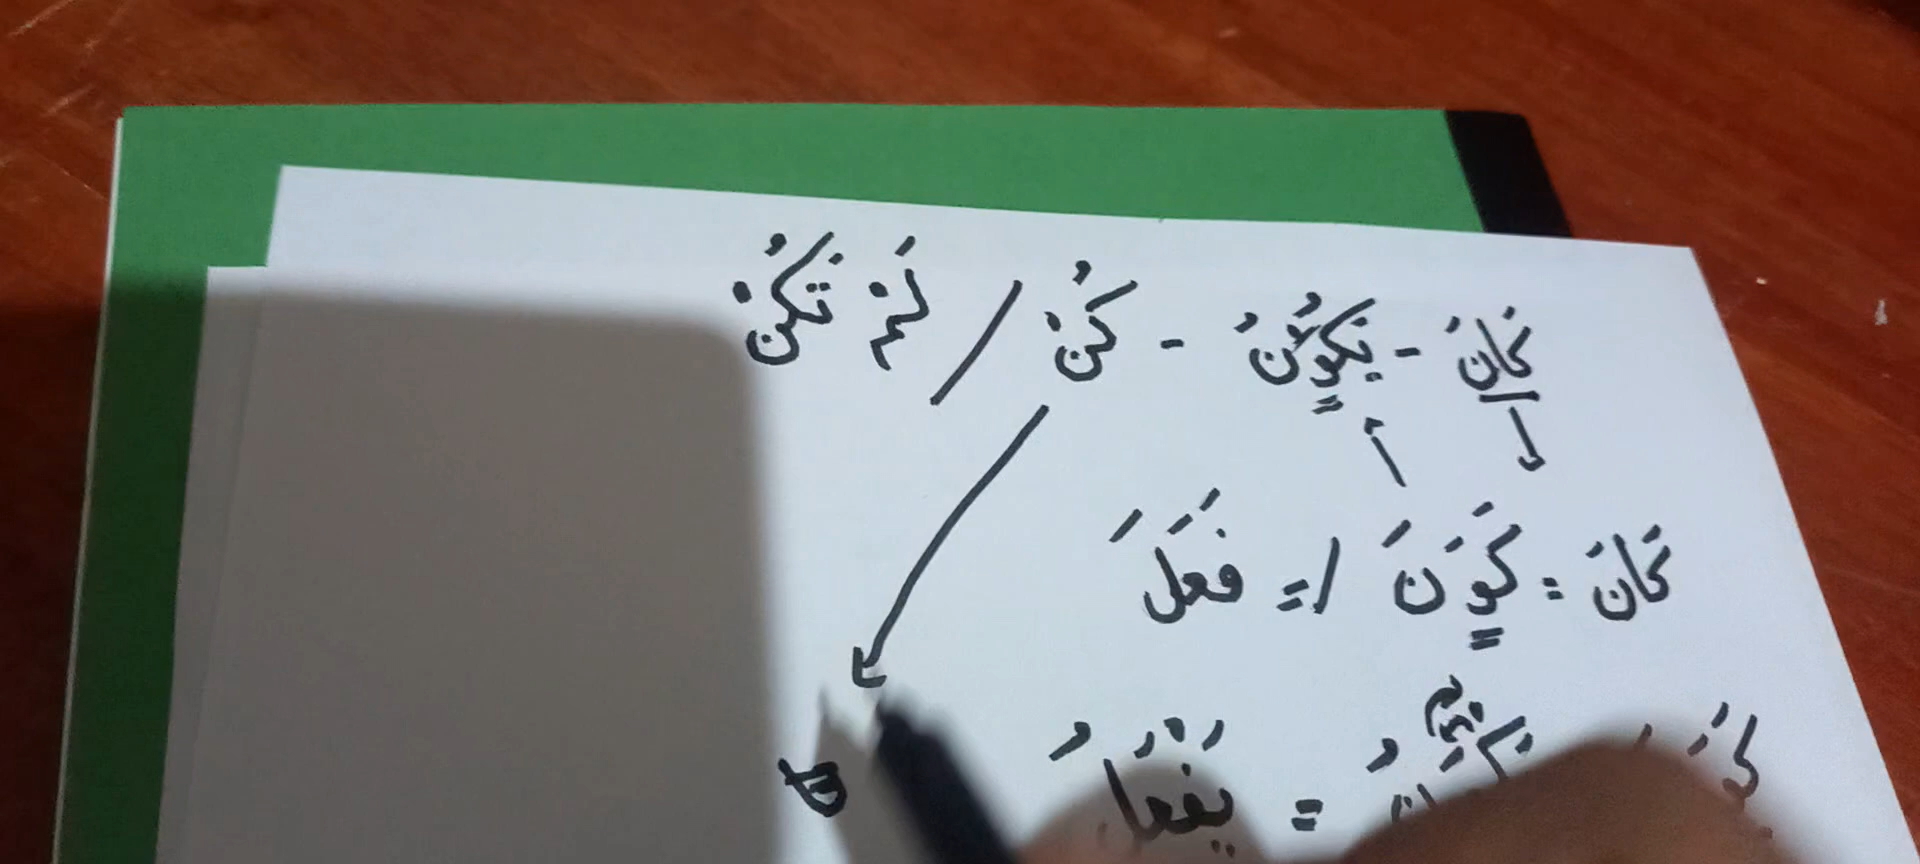 كَانَ - يَكُوْنُ - كُنْ / لَمْ تَكُنْ
كَانَ = كَوَنَ / = فَعَلَ
= يَفْعَلُ